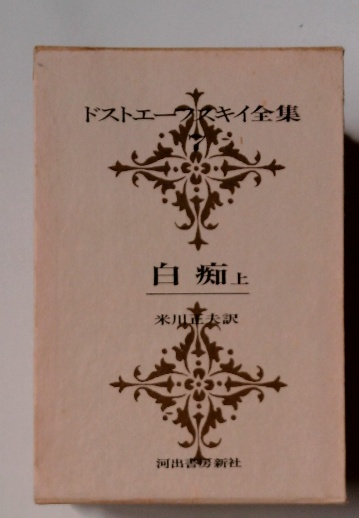 ドストエーフスキイ全集
7
白痴上
米川正夫訳
河出書房新社